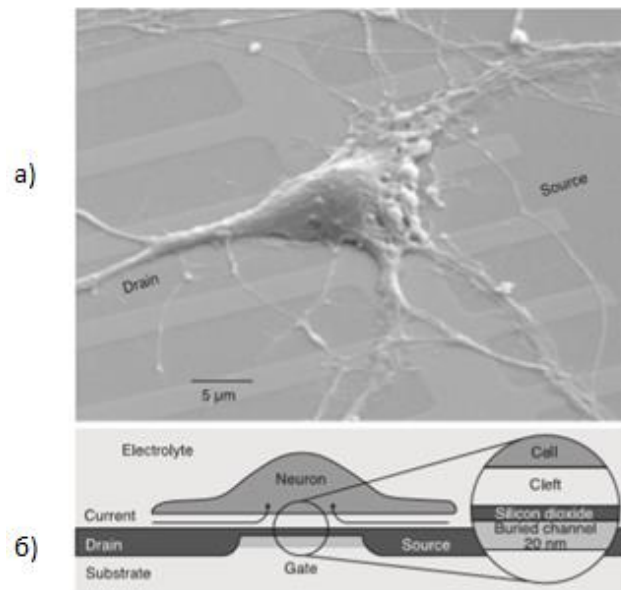 а)
Source
Drain
5 µm
Electrolyte
Neuron
Current
Drain
Source
Substrate
Gate
Cell
Cleft
Silicon dioxide
Buried channel
20 nm
б)